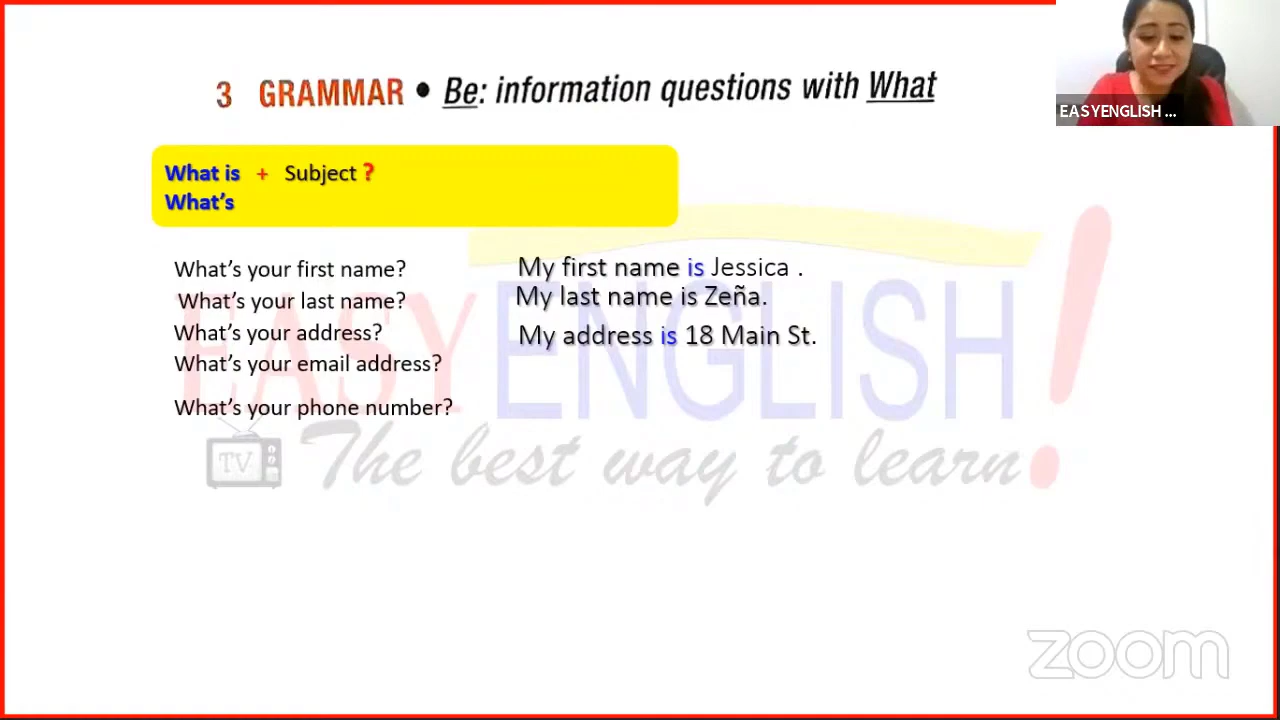 3 GRAMMAR • Be: information questions with What
EASYENGLISH ...
What is + Subject ?
What's
What's your first name? My first name is Jessica .
What's your last name? My last name is Zeña.
What's your address? My address is 18 Main St.
What's your email address?
What's your phone number?
EASYENGLISH!
TV The best way to learn
zoom